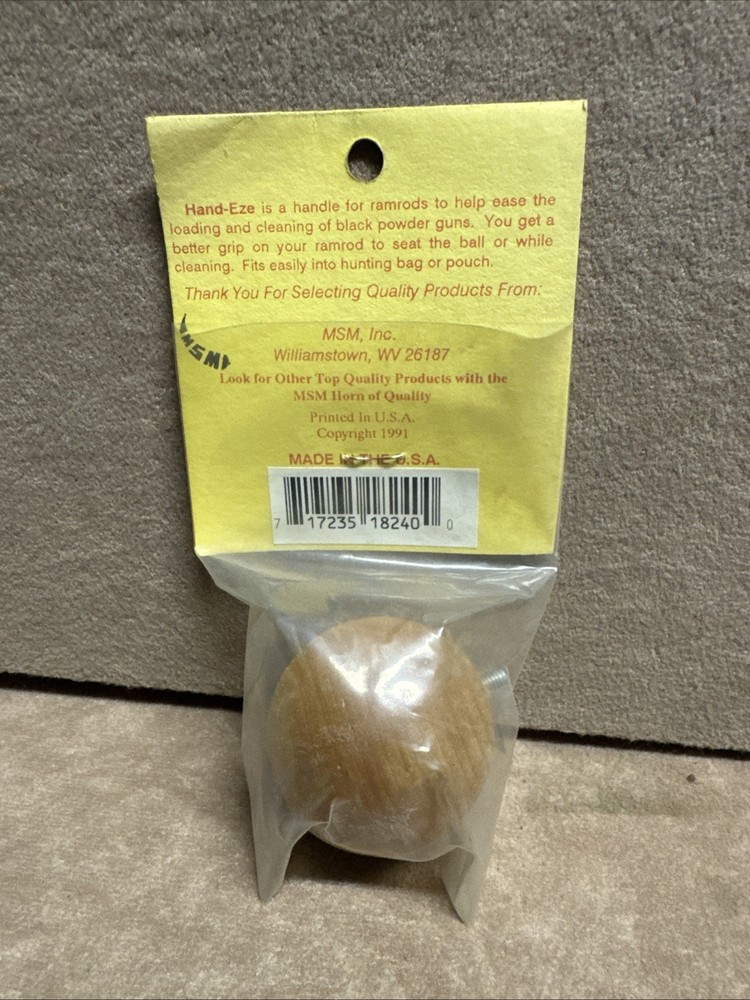 Hand-Eze is a handle for ramrods to help ease the
loading and cleaning of black powder guns. You get a
better grip on your ramrod to seat the ball or while
cleaning. Fits easily into hunting bag or pouch.
Thank You For Selecting Quality Products From:
MSM
MSM, Inc.
Williamstown, WV 26187
Look for Other Top Quality Products with the
MSM Horn of Quality
Printed In U.S.A.
Copyright 1991
MADE IN THE U.S.A.
7 17235 18240 0